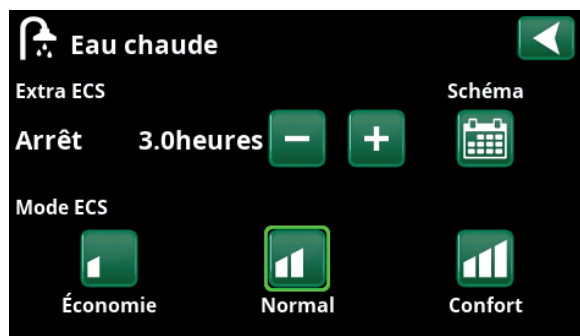 Eau chaude
Extra ECS Schéma
Arrêt 3.0heures − +
Mode ECS
Économie Normal Confort